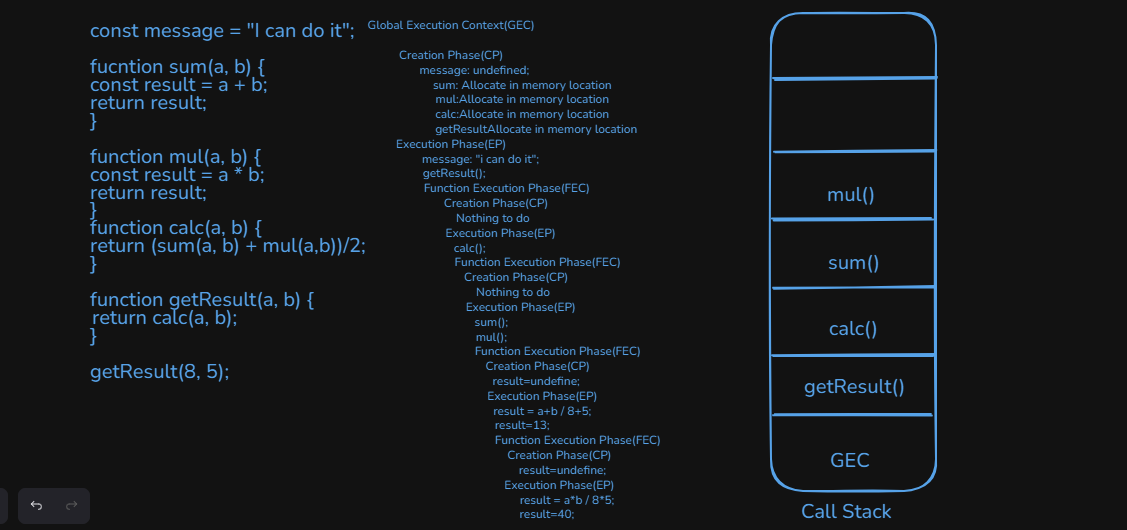 const message = "I can do it";
fucntion sum(a, b) {
const result = a + b;
return result;
}
function mul(a, b) {
const result = a * b;
return result;
}
function calc(a, b) {
return (sum(a, b) + mul(a,b))/2;
}
function getResult(a, b) {
return calc(a, b);
}
getResult(8, 5);
Global Execution Context(GEC)
Creation Phase(CP)
message: undefined;
sum: Allocate in memory location
mul:Allocate in memory location
calc:Allocate in memory location
getResultAllocate in memory location
Execution Phase(EP)
message: "i can do it";
getResult();
Function Execution Phase(FEC)
Creation Phase(CP)
Nothing to do
Execution Phase(EP)
calc();
Function Execution Phase(FEC)
Creation Phase(CP)
Nothing to do
Execution Phase(EP)
sum();
mul();
Function Execution Phase(FEC)
Creation Phase(CP)
result=undefine;
Execution Phase(EP)
result = a+b / 8+5;
result=13;
Function Execution Phase(FEC)
Creation Phase(CP)
result=undefine;
Execution Phase(EP)
result = a*b / 8*5;
result=40;
mul()
sum()
calc()
getResult()
GEC
Call Stack